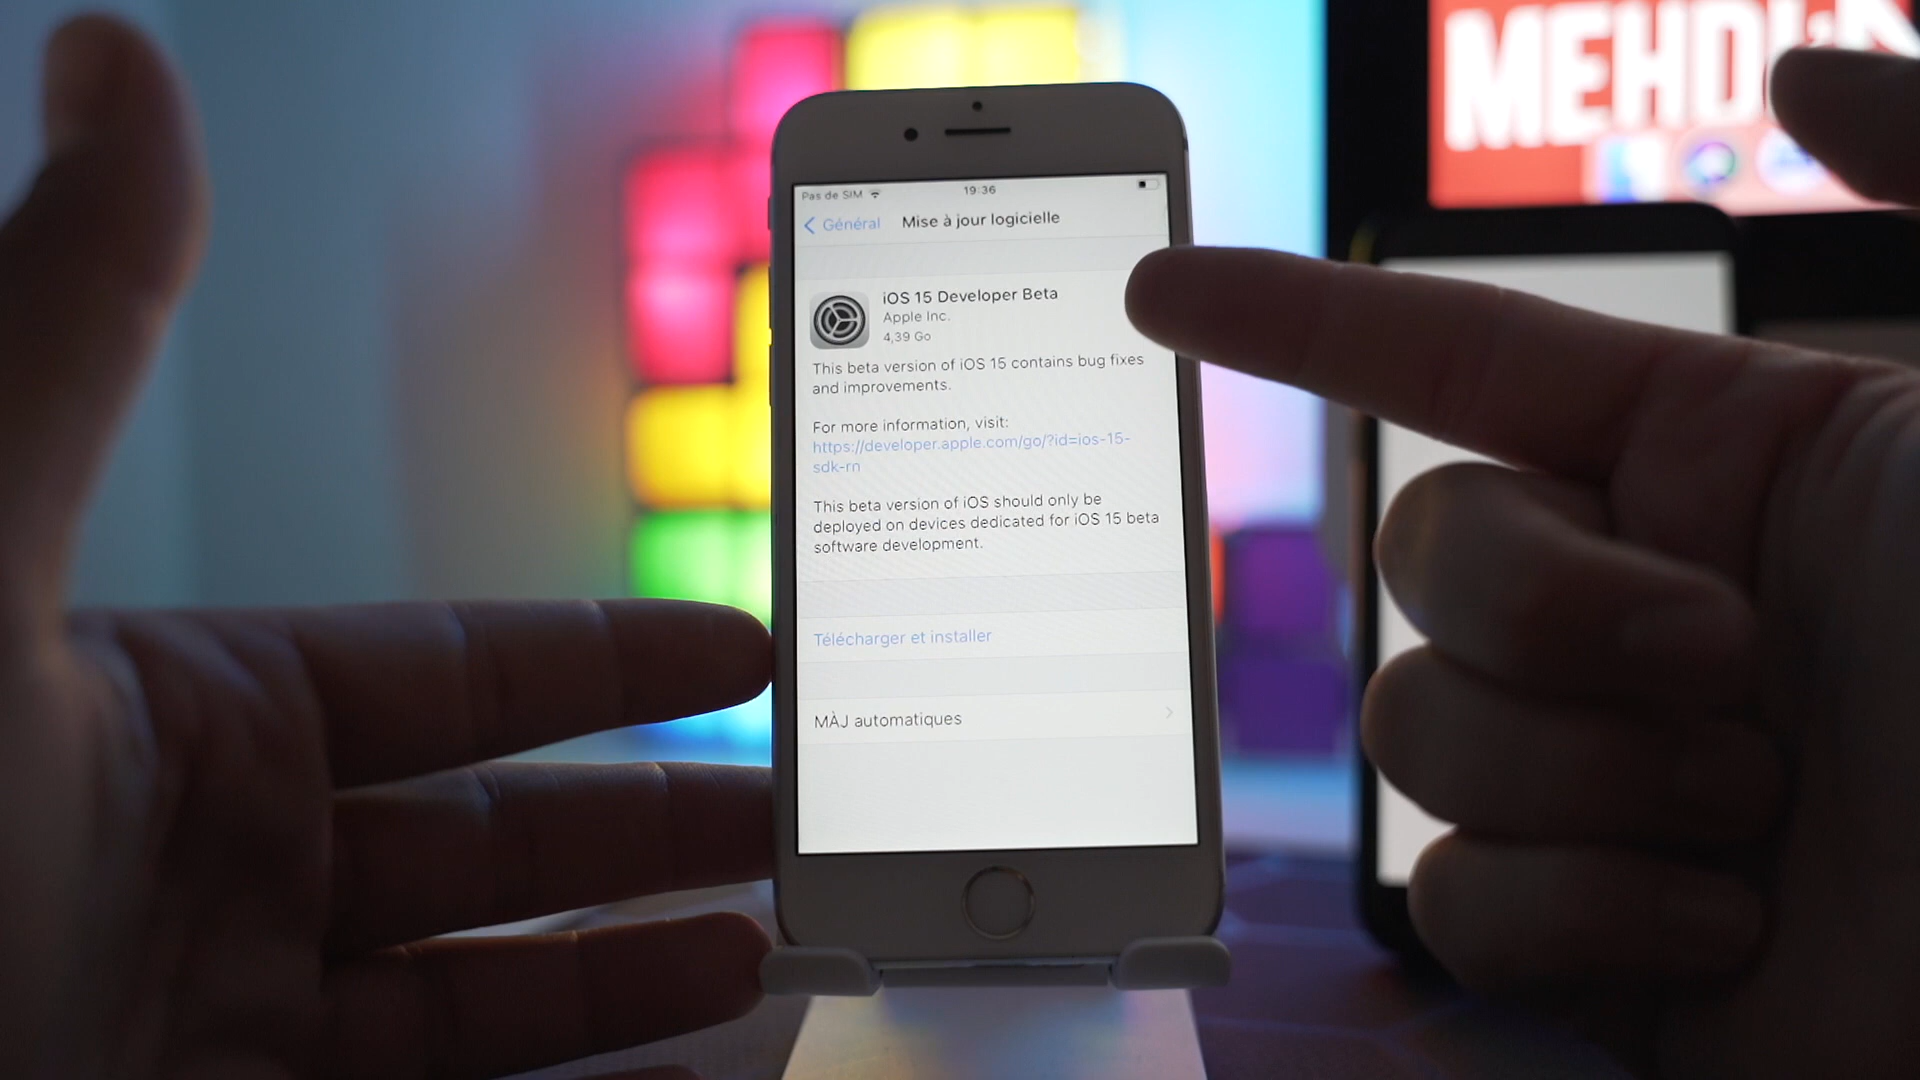 MEHDI
Pas de SIM
19:36
Général
Mise à jour logicielle
iOS 15 Developer Beta
Apple Inc.
4,39 Go
This beta version of iOS 15 contains bug fixes
and improvements.
For more information, visit:
https://developer.apple.com/go/?id=ios-15-
sdk-rn
This beta version of iOS should only be
deployed on devices dedicated for iOS 15 beta
software development.
Télécharger et installer
MÀJ automatiques